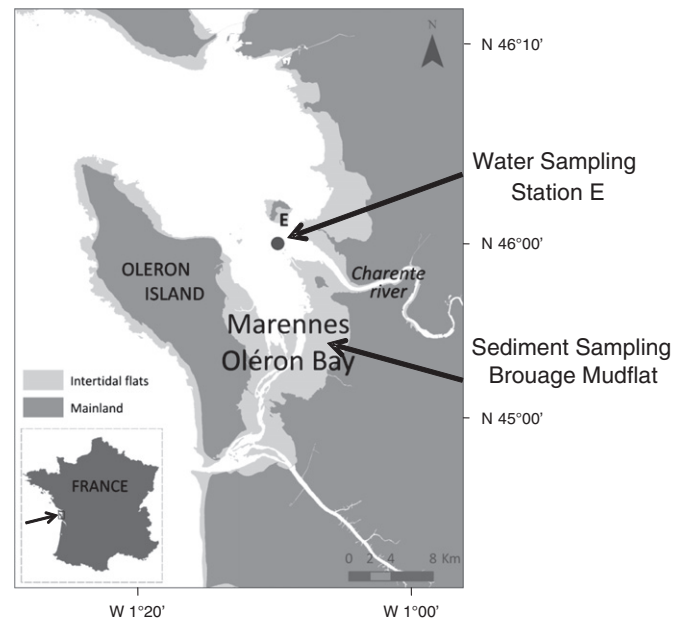 N
N 46°10'
Water Sampling
Station E
E
N 46°00'
OLERON
ISLAND
Charente
river
Marennes
Oléron Bay
Sediment Sampling
Brouage Mudflat
Intertidal flats
Mainland
N 45°00'
FRANCE
0 2 4 8 Km
W 1°20'
W 1°00'